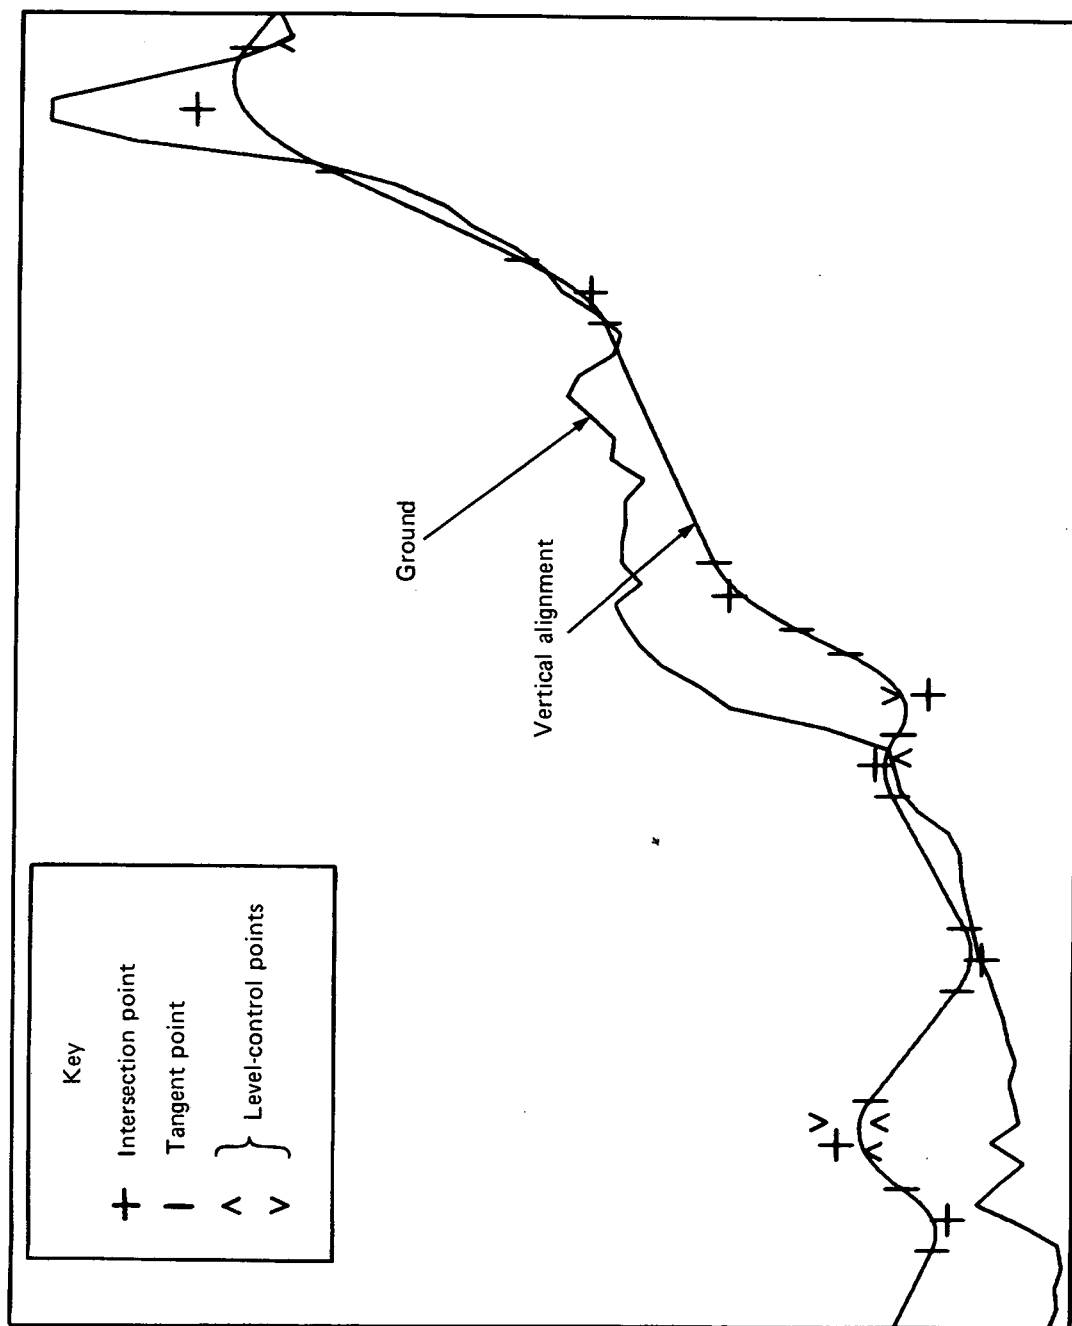 Key
Intersection point
Tangent point
Level-control points
Ground
Vertical alignment